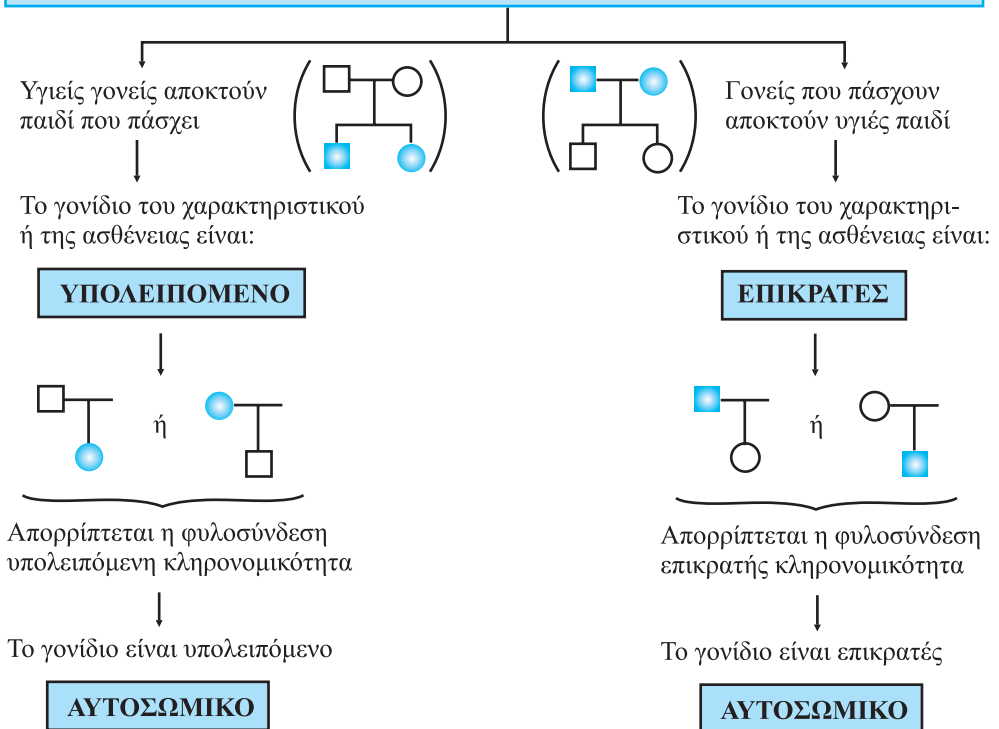 Υγιείς γονείς αποκτούν
παιδί που πάσχει
Το γονίδιο του χαρακτηριστικού
ή της ασθένειας είναι:
ΥΠΟΛΕΙΠΟΜΕΝΟ
ή
Απορρίπτεται η φυλοσύνδεση
υπολειπόμενη κληρονομικότητα
Το γονίδιο είναι υπολειπόμενο
ΑΥΤΟΣΩΜΙΚΟ
Γονείς που πάσχουν
αποκτούν υγιές παιδί
Το γονίδιο του χαρακτηρι-
στικού ή της ασθένειας είναι:
ΕΠΙΚΡΑΤΕΣ
ή
Απορρίπτεται η φυλοσύνδεση
επικρατής κληρονομικότητα
Το γονίδιο είναι επικρατές
ΑΥΤΟΣΩΜΙΚΟ